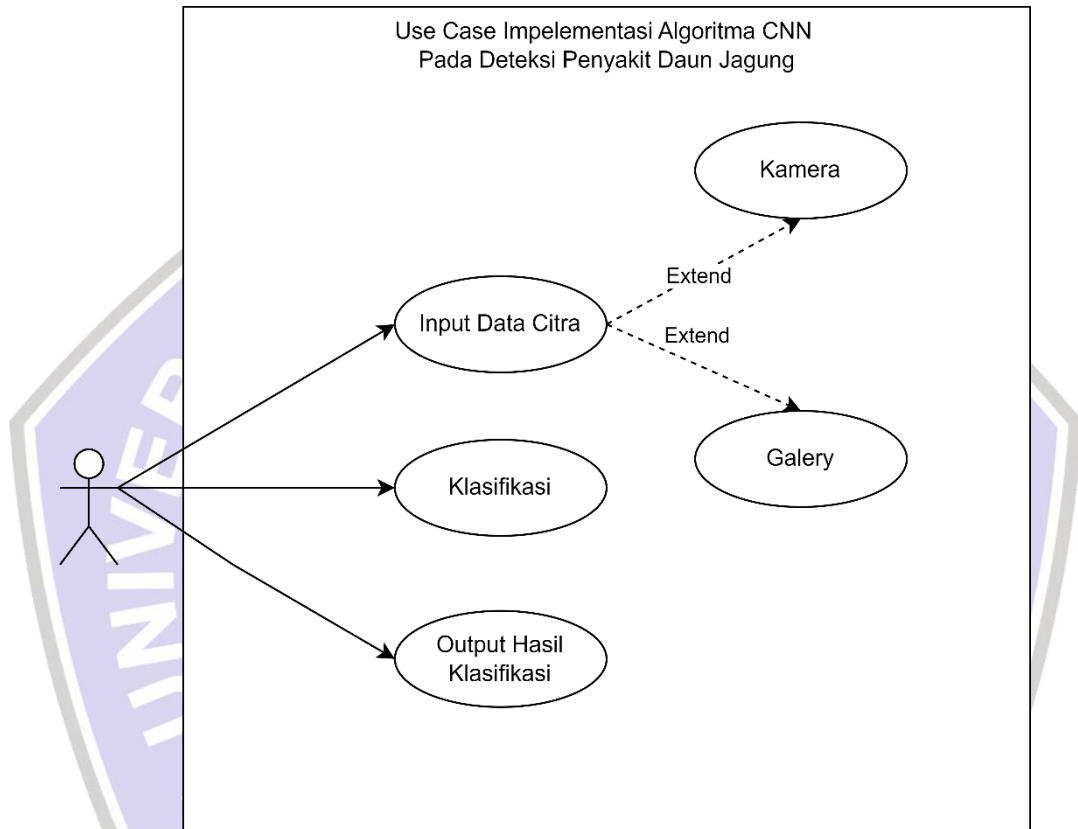 Use Case Impelementasi Algoritma CNN
Pada Deteksi Penyakit Daun Jagung
Kamera
Extend
Input Data Citra
Extend
Galery
Klasifikasi
Output Hasil
Klasifikasi